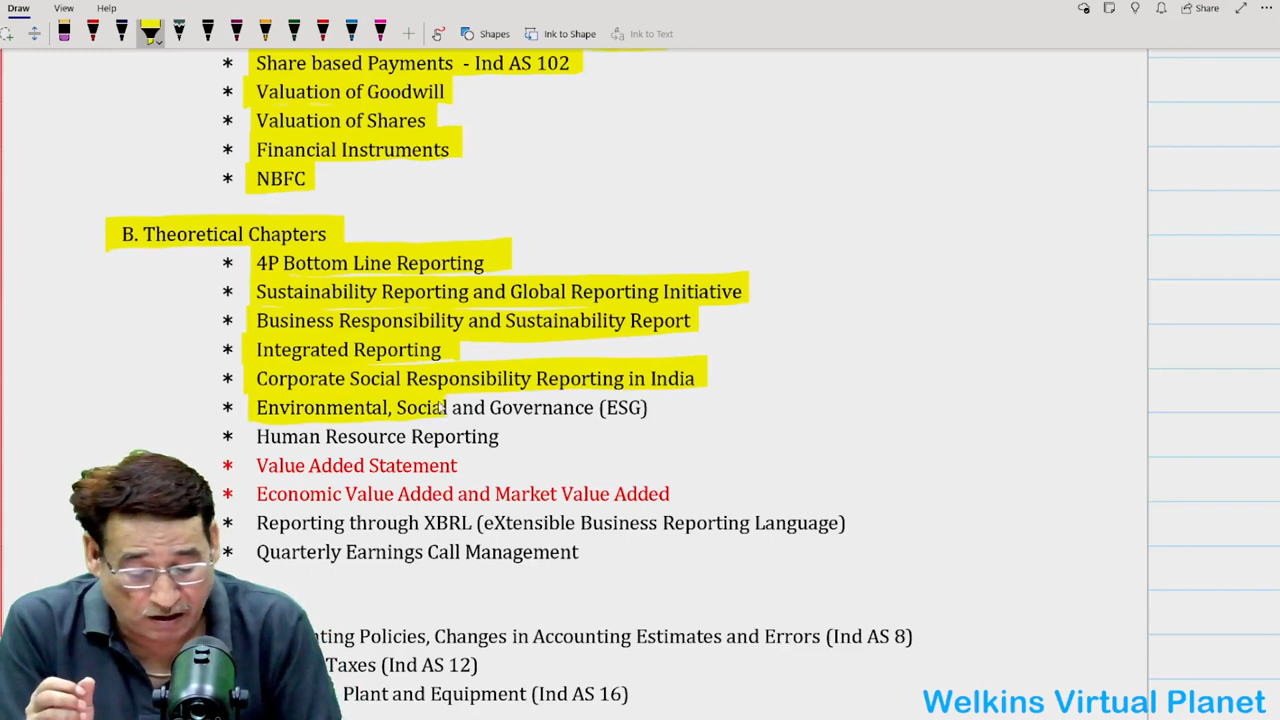 Draw View Help
Share
Shapes Ink to Shape Ink to Text
* Share based Payments - Ind AS 102
* Valuation of Goodwill
* Valuation of Shares
* Financial Instruments
* NBFC
B. Theoretical Chapters
* 4P Bottom Line Reporting
* Sustainability Reporting and Global Reporting Initiative
* Business Responsibility and Sustainability Report
* Integrated Reporting
* Corporate Social Responsibility Reporting in India
* Environmental, Social and Governance (ESG)
* Human Resource Reporting
* Value Added Statement
* Economic Value Added and Market Value Added
* Reporting through XBRL (eXtensible Business Reporting Language)
* Quarterly Earnings Call Management
Policies, Changes in Accounting Estimates and Errors (Ind AS 8)
Taxes (Ind AS 12)
Plant and Equipment (Ind AS 16)
Welkins Virtual Planet